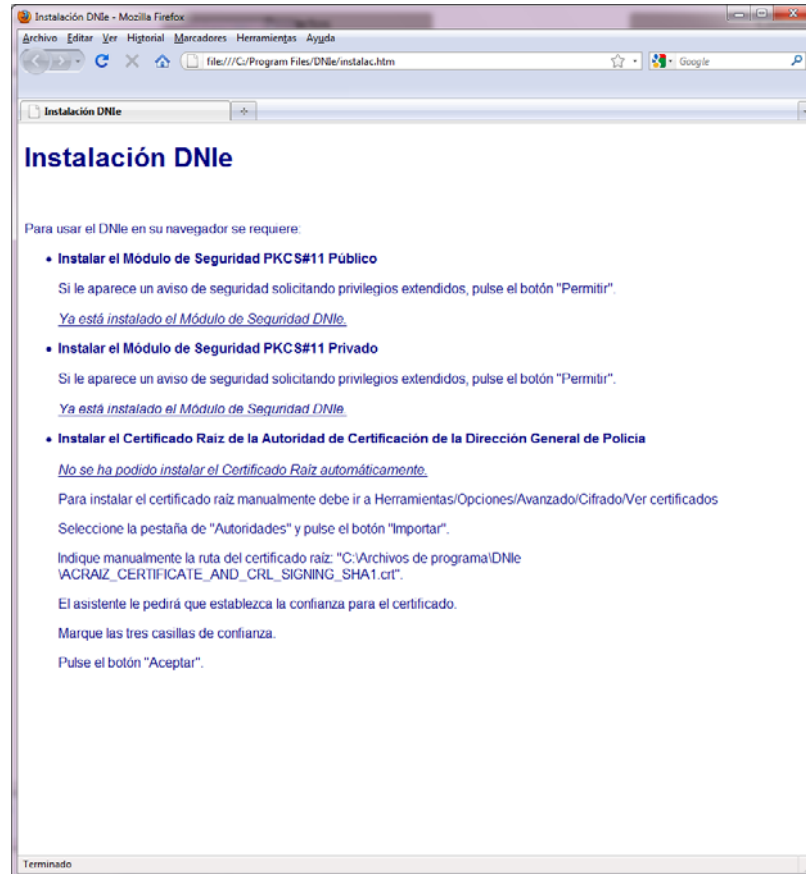 Instalación DNIe - Mozilla Firefox
Archivo Editar Ver Historial Marcadores Herramientas Ayuda
file:///C:/Program Files/DNIe/instalac.htm
Google
Instalación DNIe
Instalación DNIe
Para usar el DNIe en su navegador se requiere:
• Instalar el Módulo de Seguridad PKCS#11 Público
Si le aparece un aviso de seguridad solicitando privilegios extendidos, pulse el botón "Permitir".
Ya está instalado el Módulo de Seguridad DNIe.
• Instalar el Módulo de Seguridad PKCS#11 Privado
Si le aparece un aviso de seguridad solicitando privilegios extendidos, pulse el botón "Permitir".
Ya está instalado el Módulo de Seguridad DNIe.
• Instalar el Certificado Raíz de la Autoridad de Certificación de la Dirección General de Policía
No se ha podido instalar el Certificado Raíz automáticamente.
Para instalar el certificado raíz manualmente debe ir a Herramientas/Opciones/Avanzado/Cifrado/Ver certificados
Seleccione la pestaña de "Autoridades" y pulse el botón "Importar".
Indique manualmente la ruta del certificado raíz: "C:\Archivos de programa\DNIe
\ACRAIZ_CERTIFICATE_AND_CRL_SIGNING_SHA1.crt".
El asistente le pedirá que establezca la confianza para el certificado.
Marque las tres casillas de confianza.
Pulse el botón "Aceptar".
Terminado